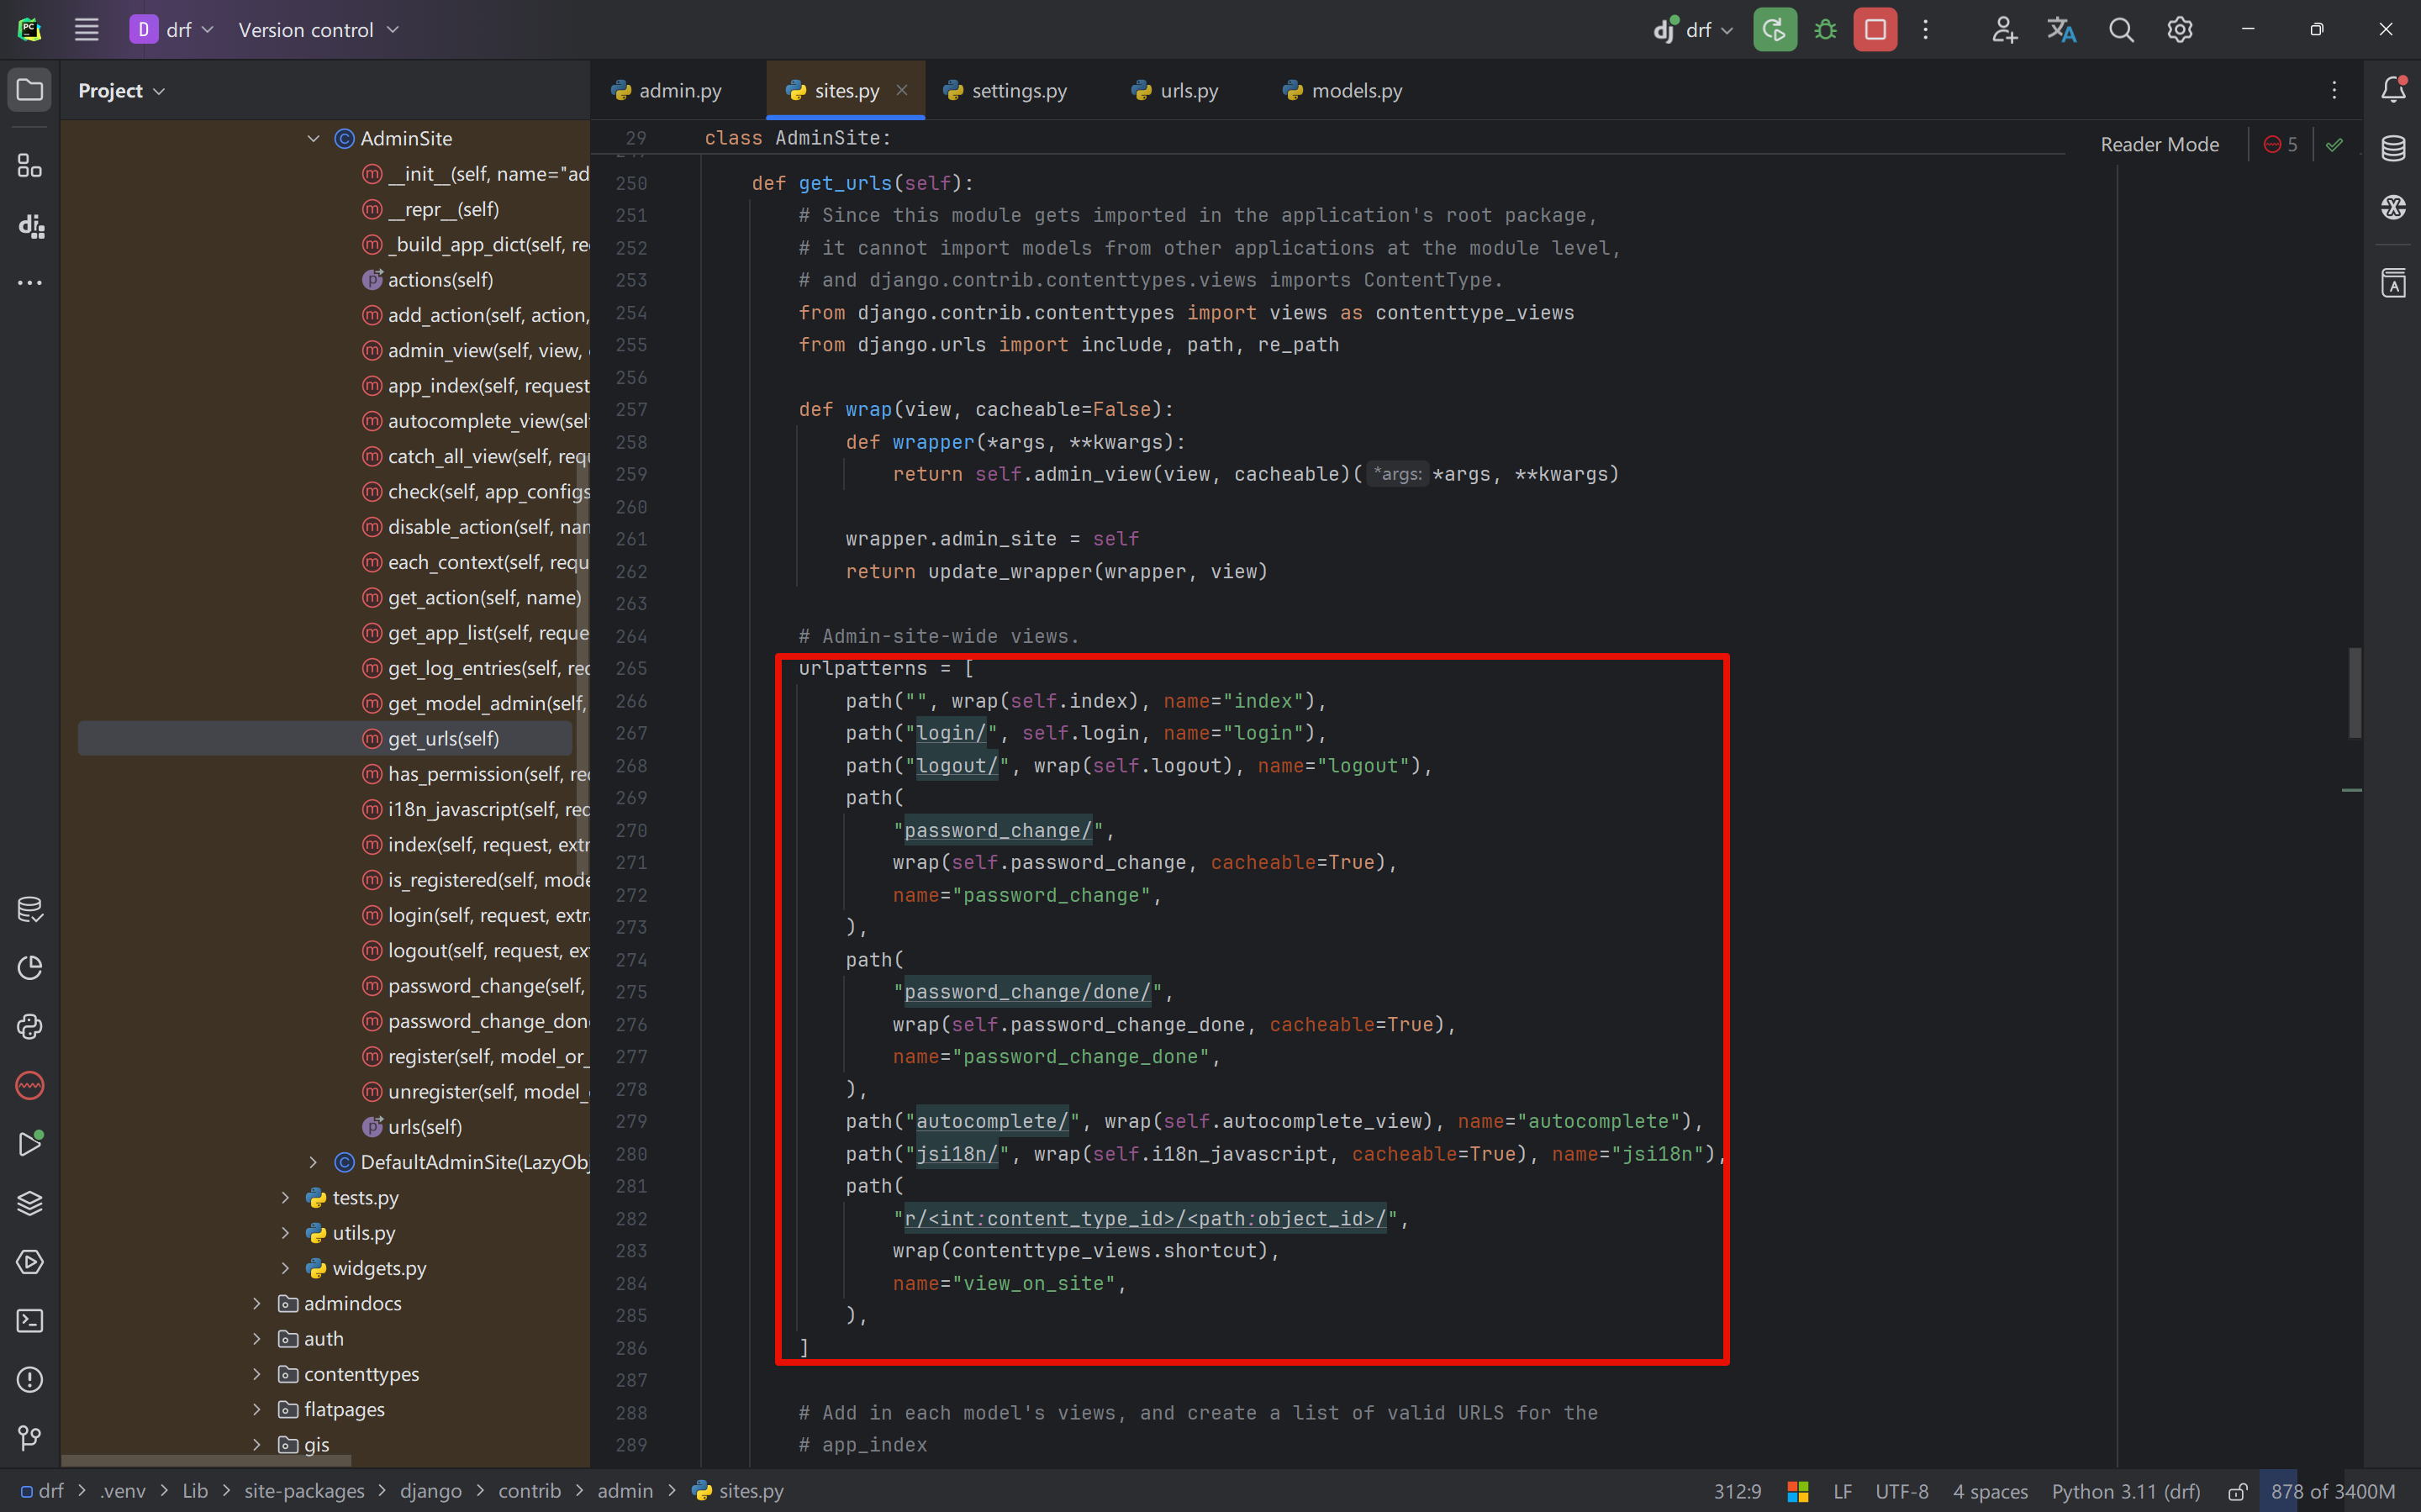 PC
D drf Version control
dj drf
Project
admin.py sites.py settings.py urls.py models.py
AdminSite
__init__(self, name="ad
__repr__(self)
_build_app_dict(self, re
actions(self)
add_action(self, action,
admin_view(self, view,
app_index(self, request
autocomplete_view(sel
catch_all_view(self, requ
check(self, app_configs
disable_action(self, nam
each_context(self, requ
get_action(self, name)
get_app_list(self, reque
get_log_entries(self, rec
get_model_admin(self,
get_urls(self)
has_permission(self, rec
i18n_javascript(self, rec
index(self, request, extr
is_registered(self, mode
login(self, request, extra
logout(self, request, ext
password_change(self,
password_change_don
register(self, model_or_
unregister(self, model_
urls(self)
DefaultAdminSite(LazyObj
tests.py
utils.py
widgets.py
admindocs
auth
contenttypes
flatpages
gis
29 class AdminSite:
Reader Mode 5
250 def get_urls(self):
251 # Since this module gets imported in the application's root package,
252 # it cannot import models from other applications at the module level,
253 # and django.contrib.contenttypes.views imports ContentType.
254 from django.contrib.contenttypes import views as contenttype_views
255 from django.urls import include, path, re_path
256
257 def wrap(view, cacheable=False):
258 def wrapper(*args, **kwargs):
259 return self.admin_view(view, cacheable)( *args: *args, **kwargs)
260
261 wrapper.admin_site = self
262 return update_wrapper(wrapper, view)
263
264 # Admin-site-wide views.
265 urlpatterns = [
266 path("", wrap(self.index), name="index"),
267 path("login/", self.login, name="login"),
268 path("logout/", wrap(self.logout), name="logout"),
269 path(
270 "password_change/",
271 wrap(self.password_change, cacheable=True),
272 name="password_change",
273 ),
274 path(
275 "password_change/done/",
276 wrap(self.password_change_done, cacheable=True),
277 name="password_change_done",
278 ),
279 path("autocomplete/", wrap(self.autocomplete_view), name="autocomplete"),
280 path("jsi18n/", wrap(self.i18n_javascript, cacheable=True), name="jsi18n"),
281 path(
282 "r/<int:content_type_id>/<path:object_id>/",
283 wrap(contenttype_views.shortcut),
284 name="view_on_site",
285 ),
286 ]
287
288 # Add in each model's views, and create a list of valid URLS for the
289 # app_index
drf > .venv > Lib > site-packages > django > contrib > admin > sites.py
312:9 LF UTF-8 4 spaces Python 3.11 (drf) 878 of 3400M